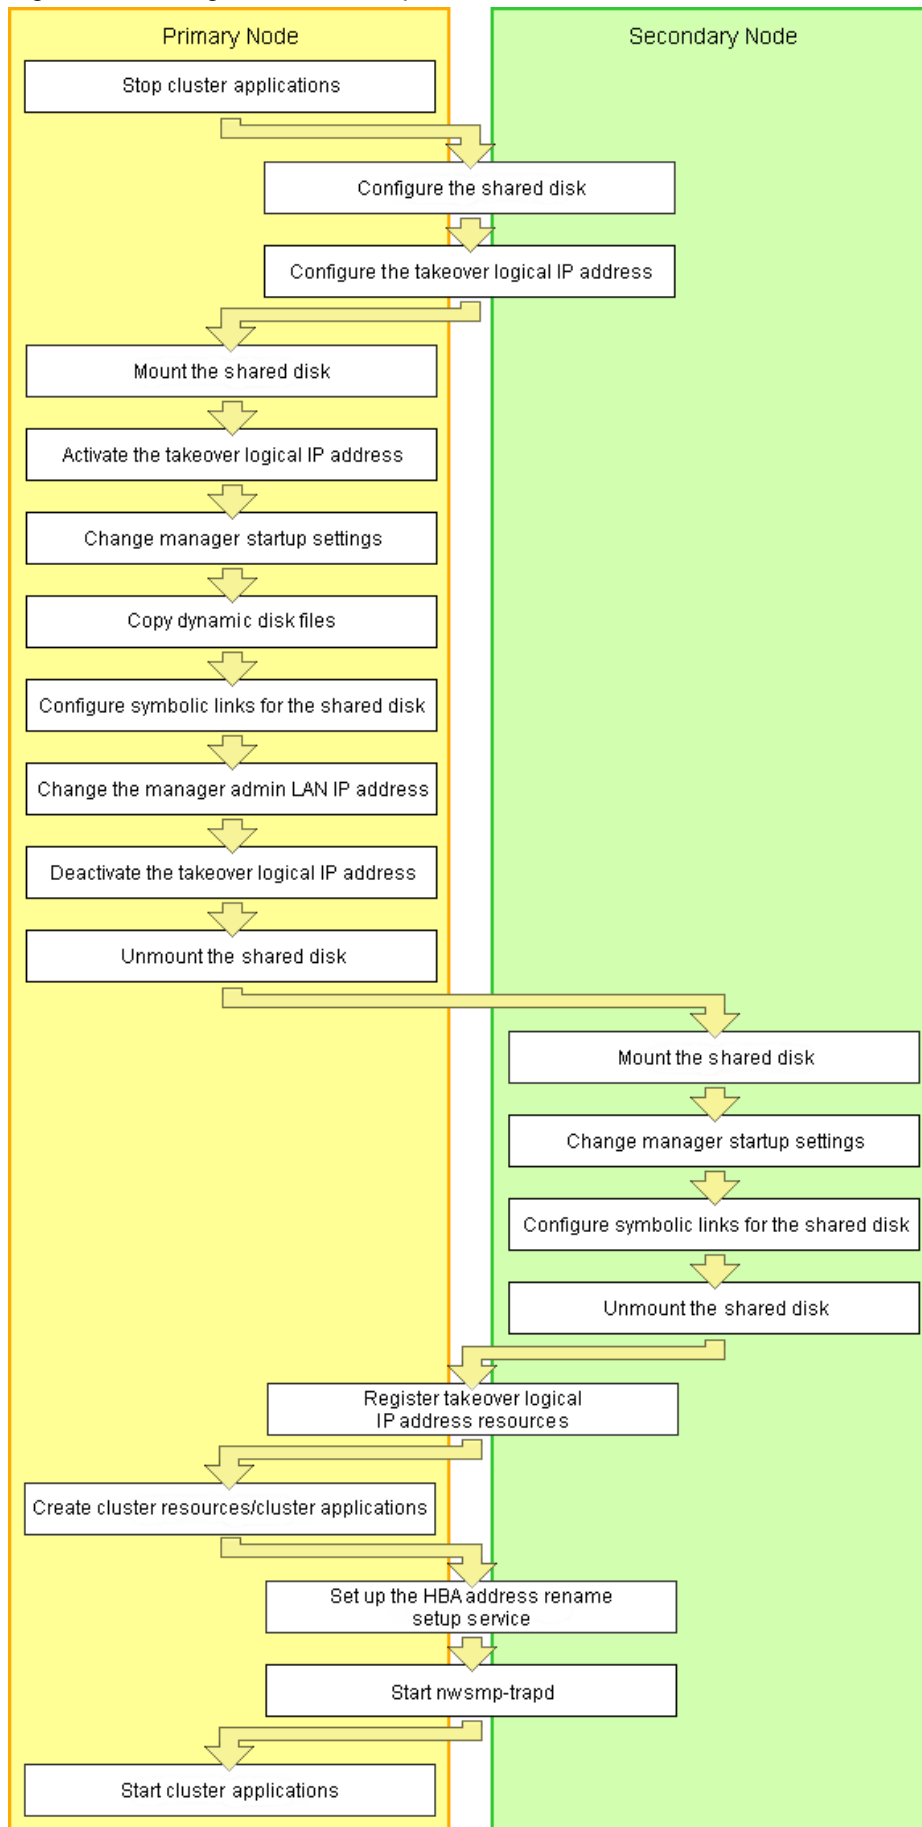 Primary Node
Secondary Node
Stop cluster applications
Configure the shared disk
Configure the takeover logical IP address
Mount the shared disk
Activate the takeover logical IP address
Change manager startup settings
Copy dynamic disk files
Configure symbolic links for the shared disk
Change the manager admin LAN IP address
Deactivate the takeover logical IP address
Unmount the shared disk
Mount the shared disk
Change manager startup settings
Configure symbolic links for the shared disk
Unmount the shared disk
Register takeover logical
IP address resources
Create cluster resources/cluster applications
Set up the HBA address rename
setup service
Start nwsmp-trapd
Start cluster applications